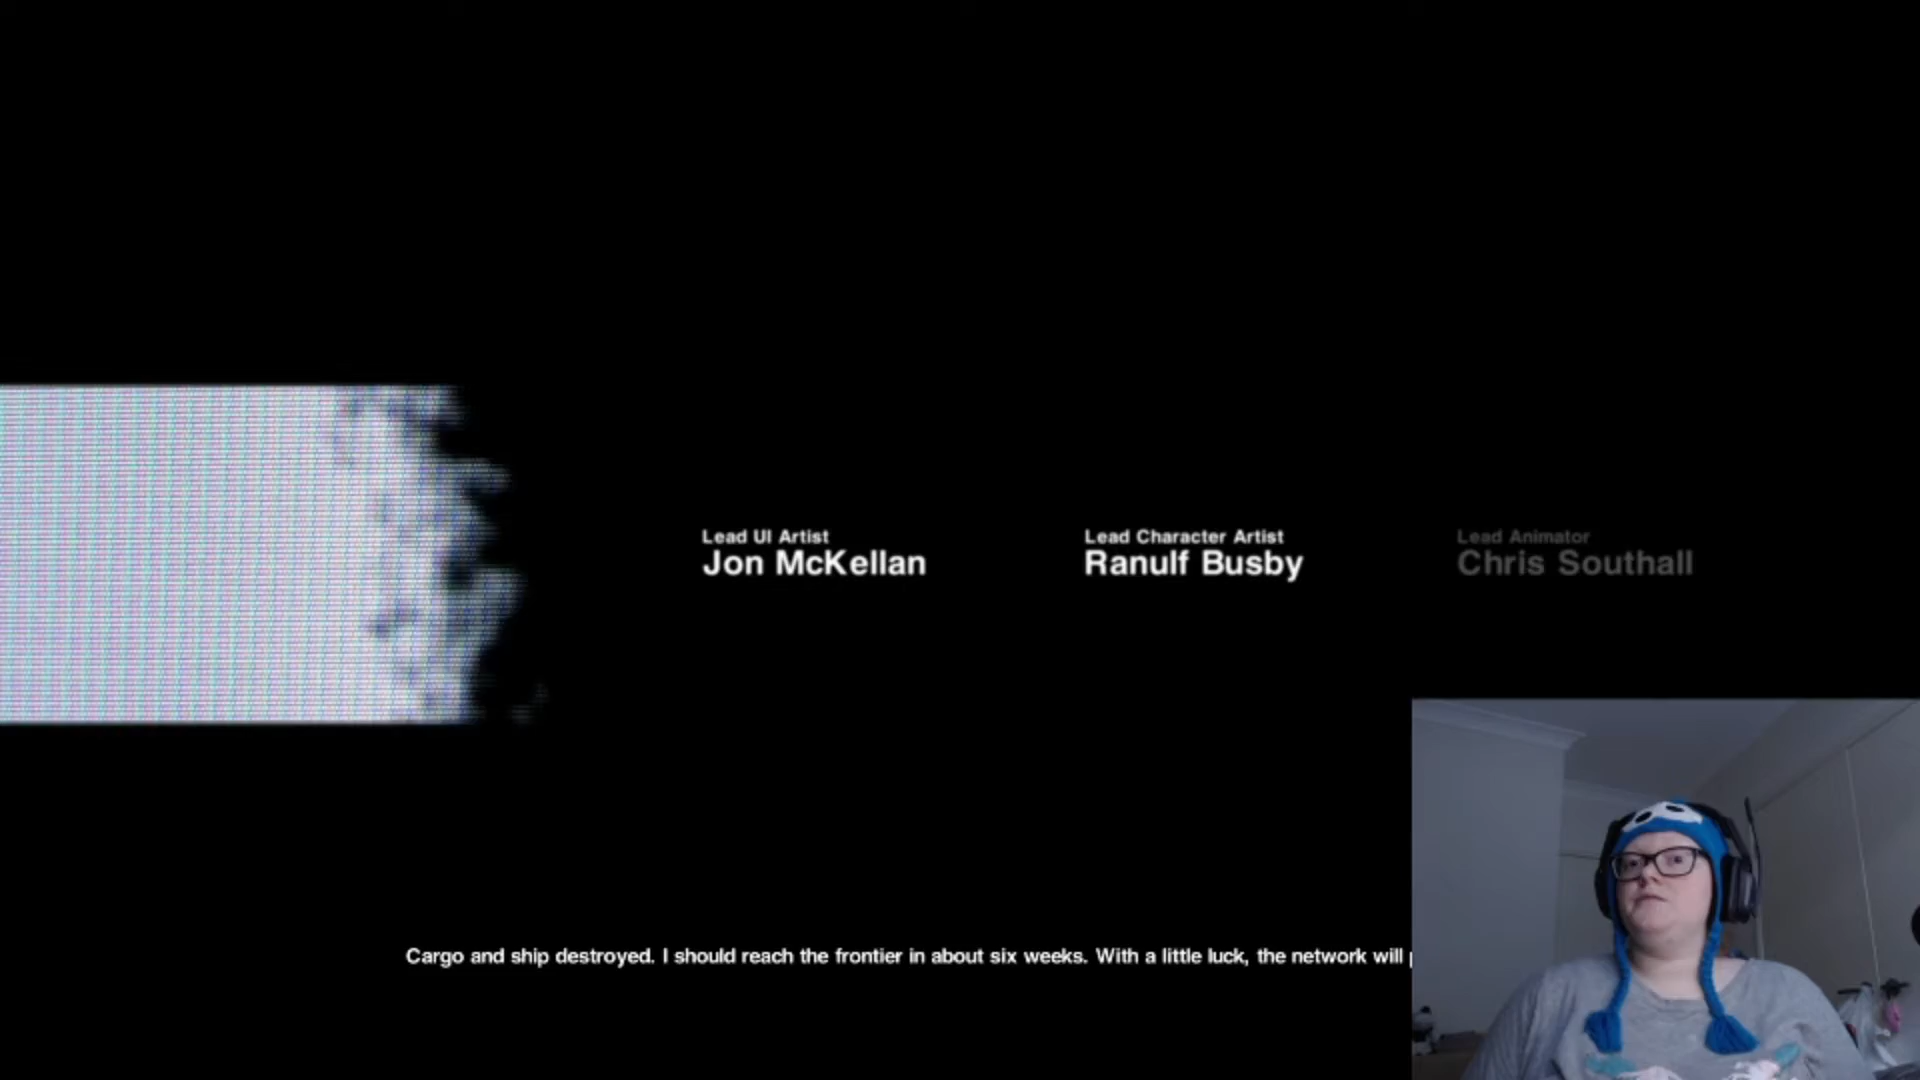 Lead UI Artist
Jon McKellan
Lead Character Artist
Ranulf Busby
Lead Animator
Chris Southall
Cargo and ship destroyed. I should reach the frontier in about six weeks. With a little luck, the network will